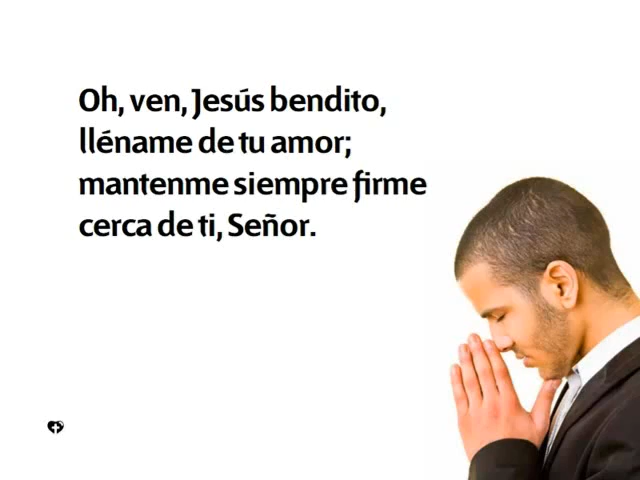 Oh, ven, Jesús bendito,
lléname de tu amor;
mantenme siempre firme
cerca de ti, Señor.